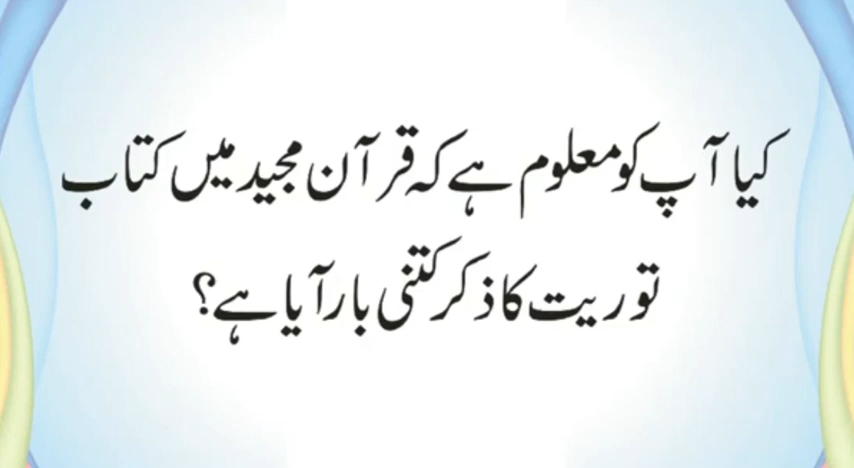 کیا آپ کو معلوم ہے کہ قرآن مجید میں کتاب
توریت کا ذکر کتنی بار آیا ہے؟